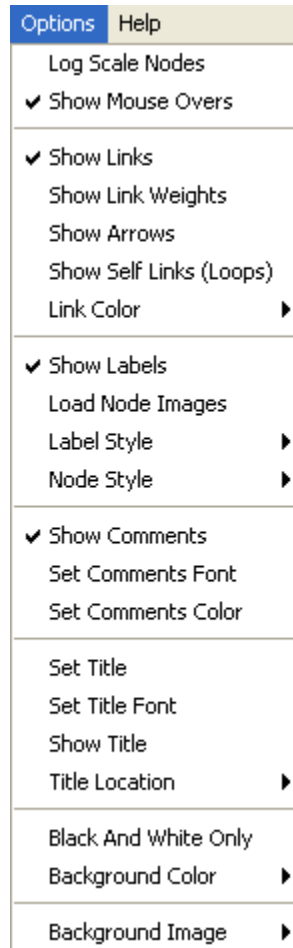 Options Help
Log Scale Nodes
Show Mouse Overs
Show Links
Show Link Weights
Show Arrows
Show Self Links (Loops)
Link Color
Show Labels
Load Node Images
Label Style
Node Style
Show Comments
Set Comments Font
Set Comments Color
Set Title
Set Title Font
Show Title
Title Location
Black And White Only
Background Color
Background Image